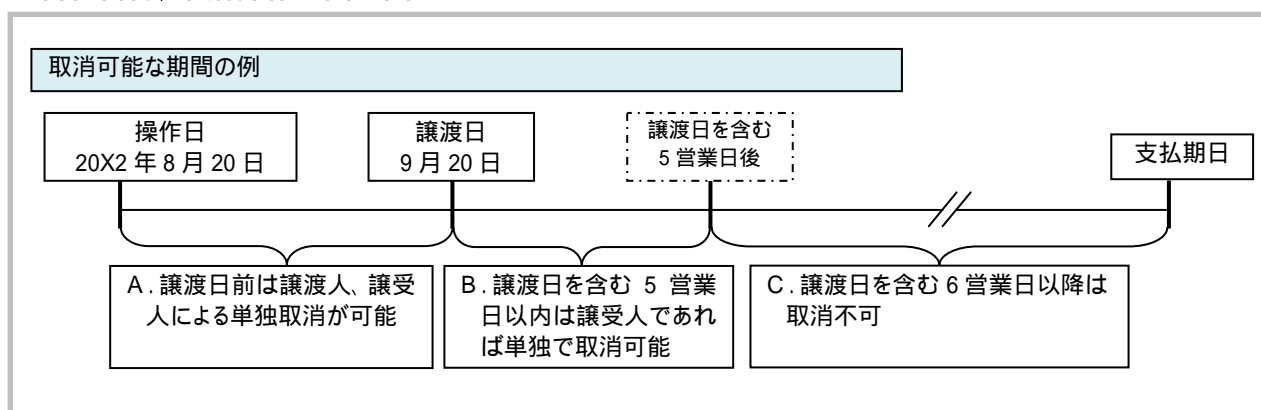 取消可能な期間の例
操作日
20X2 年 8 月 20 日
譲渡日
9 月 20 日
譲渡日を含む
5 営業日後
支払期日
A．譲渡日前は譲渡人、譲受
人による単独取消が可能
B．譲渡日を含む 5 営業
日以内は譲受人であれ
ば単独で取消可能
C．譲渡日を含む 6 営業日以降は
取消不可